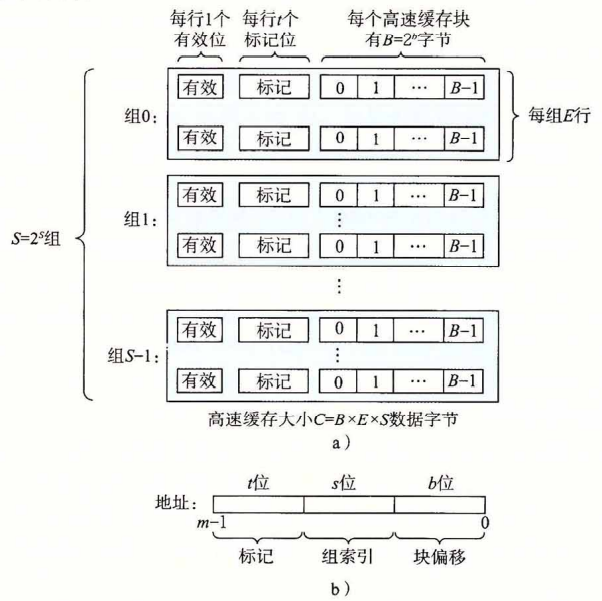 每行1个 每行t个 每个高速缓存块
有效位 标记位 有B=2ᵇ字节
有效 标记 0 1 … B−1
组0: 每组E行
有效 标记 0 1 … B−1
有效 标记 0 1 … B−1
组1: ⋮
有效 标记 0 1 … B−1
S=2ˢ组
⋮
有效 标记 0 1 … B−1
组S−1: ⋮
有效 标记 0 1 … B−1
高速缓存大小C=B×E×S数据字节
a)
t位 s位 b位
地址:
m−1 0
标记 组索引 块偏移
b)